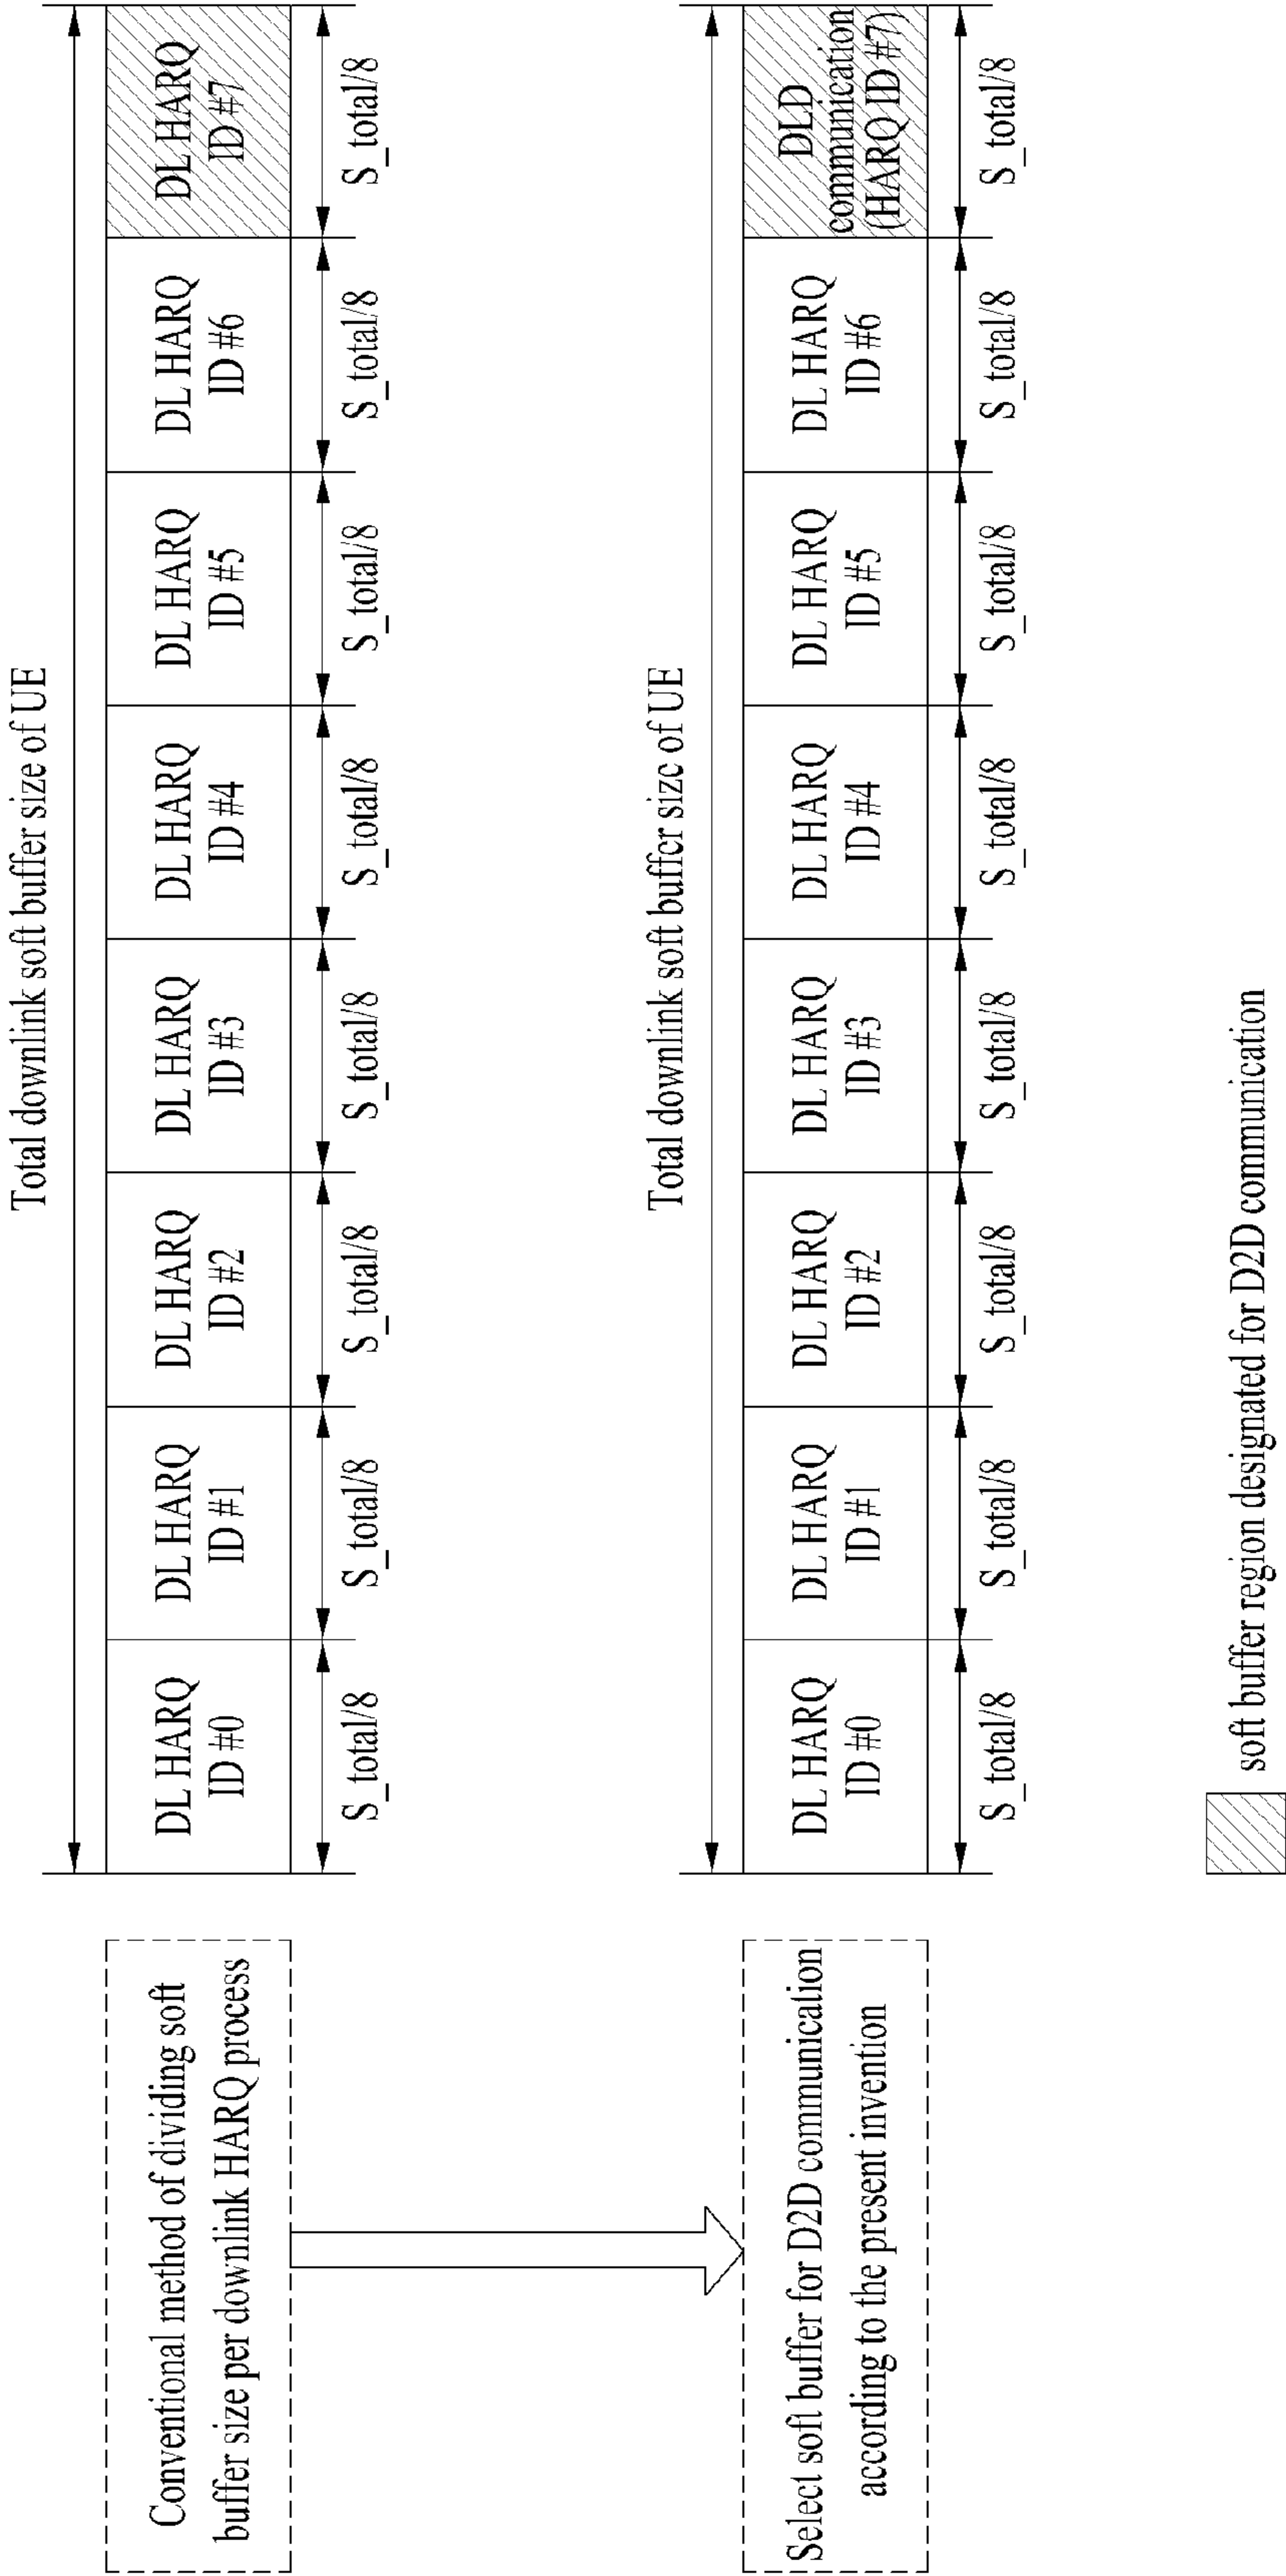 Total downlink soft buffer size of UE
Conventional method of dividing soft
buffer size per downlink HARQ process
DL HARQ
ID #0
DL HARQ
ID #1
DL HARQ
ID #2
DL HARQ
ID #3
DL HARQ
ID #4
DL HARQ
ID #5
DL HARQ
ID #6
DL HARQ
ID #7
S_total/8
S_total/8
S_total/8
S_total/8
S_total/8
S_total/8
S_total/8
S_total/8
Total downlink soft buffer size of UE
Select soft buffer for D2D communication
according to the present invention
DL HARQ
ID #0
DL HARQ
ID #1
DL HARQ
ID #2
DL HARQ
ID #3
DL HARQ
ID #4
DL HARQ
ID #5
DL HARQ
ID #6
DLD
communication
(HARQ ID #7)
S_total/8
S_total/8
S_total/8
S_total/8
S_total/8
S_total/8
S_total/8
S_total/8
soft buffer region designated for D2D communication